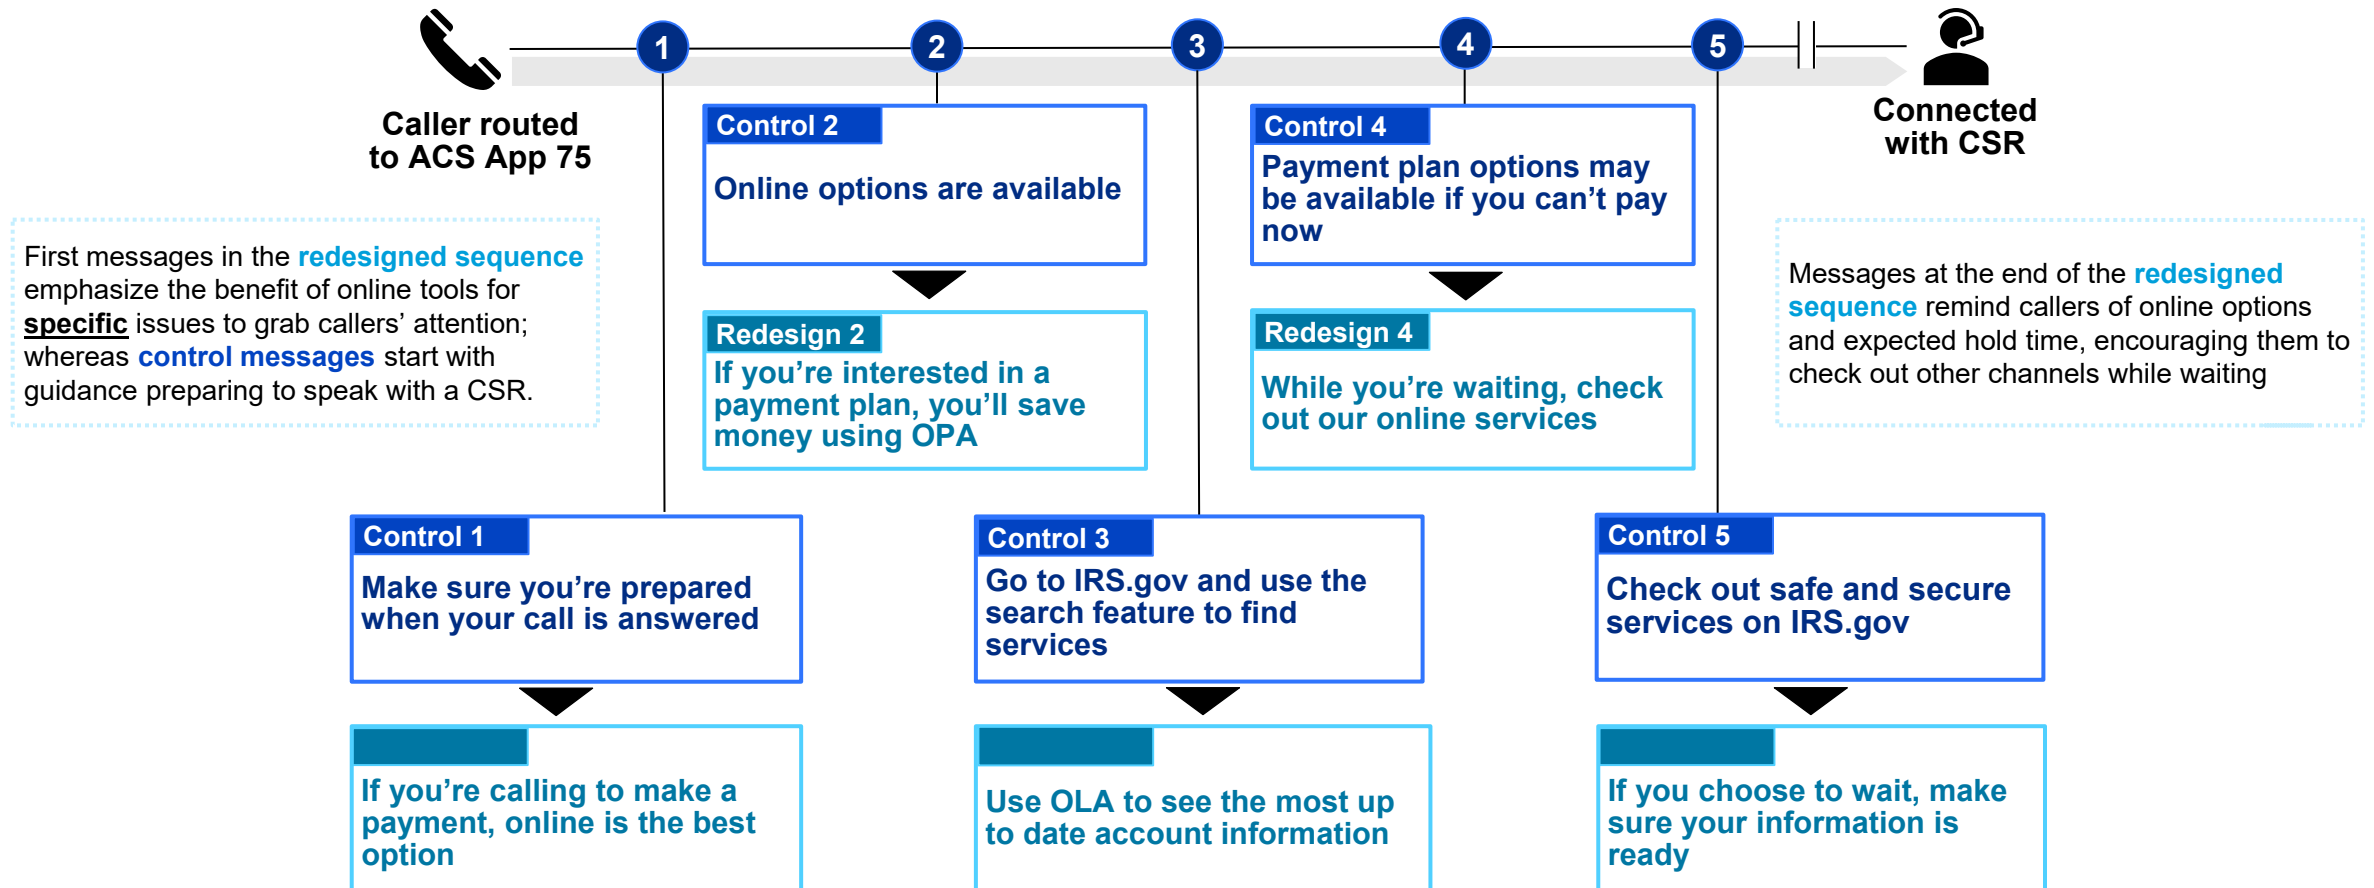 1
2
3
4
5
Caller routed
to ACS App 75
Connected
with CSR
First messages in the redesigned sequence
emphasize the benefit of online tools for
specific issues to grab callers’ attention;
whereas control messages start with
guidance preparing to speak with a CSR.
Control 2
Online options are available
Redesign 2
If you’re interested in a
payment plan, you’ll save
money using OPA
Control 4
Payment plan options may
be available if you can’t pay
now
Redesign 4
While you’re waiting, check
out our online services
Messages at the end of the redesigned
sequence remind callers of online options
and expected hold time, encouraging them to
check out other channels while waiting
Control 1
Make sure you’re prepared
when your call is answered
If you’re calling to make a
payment, online is the best
option
Control 3
Go to IRS.gov and use the
search feature to find
services
Use OLA to see the most up
to date account information
Control 5
Check out safe and secure
services on IRS.gov
If you choose to wait, make
sure your information is
ready